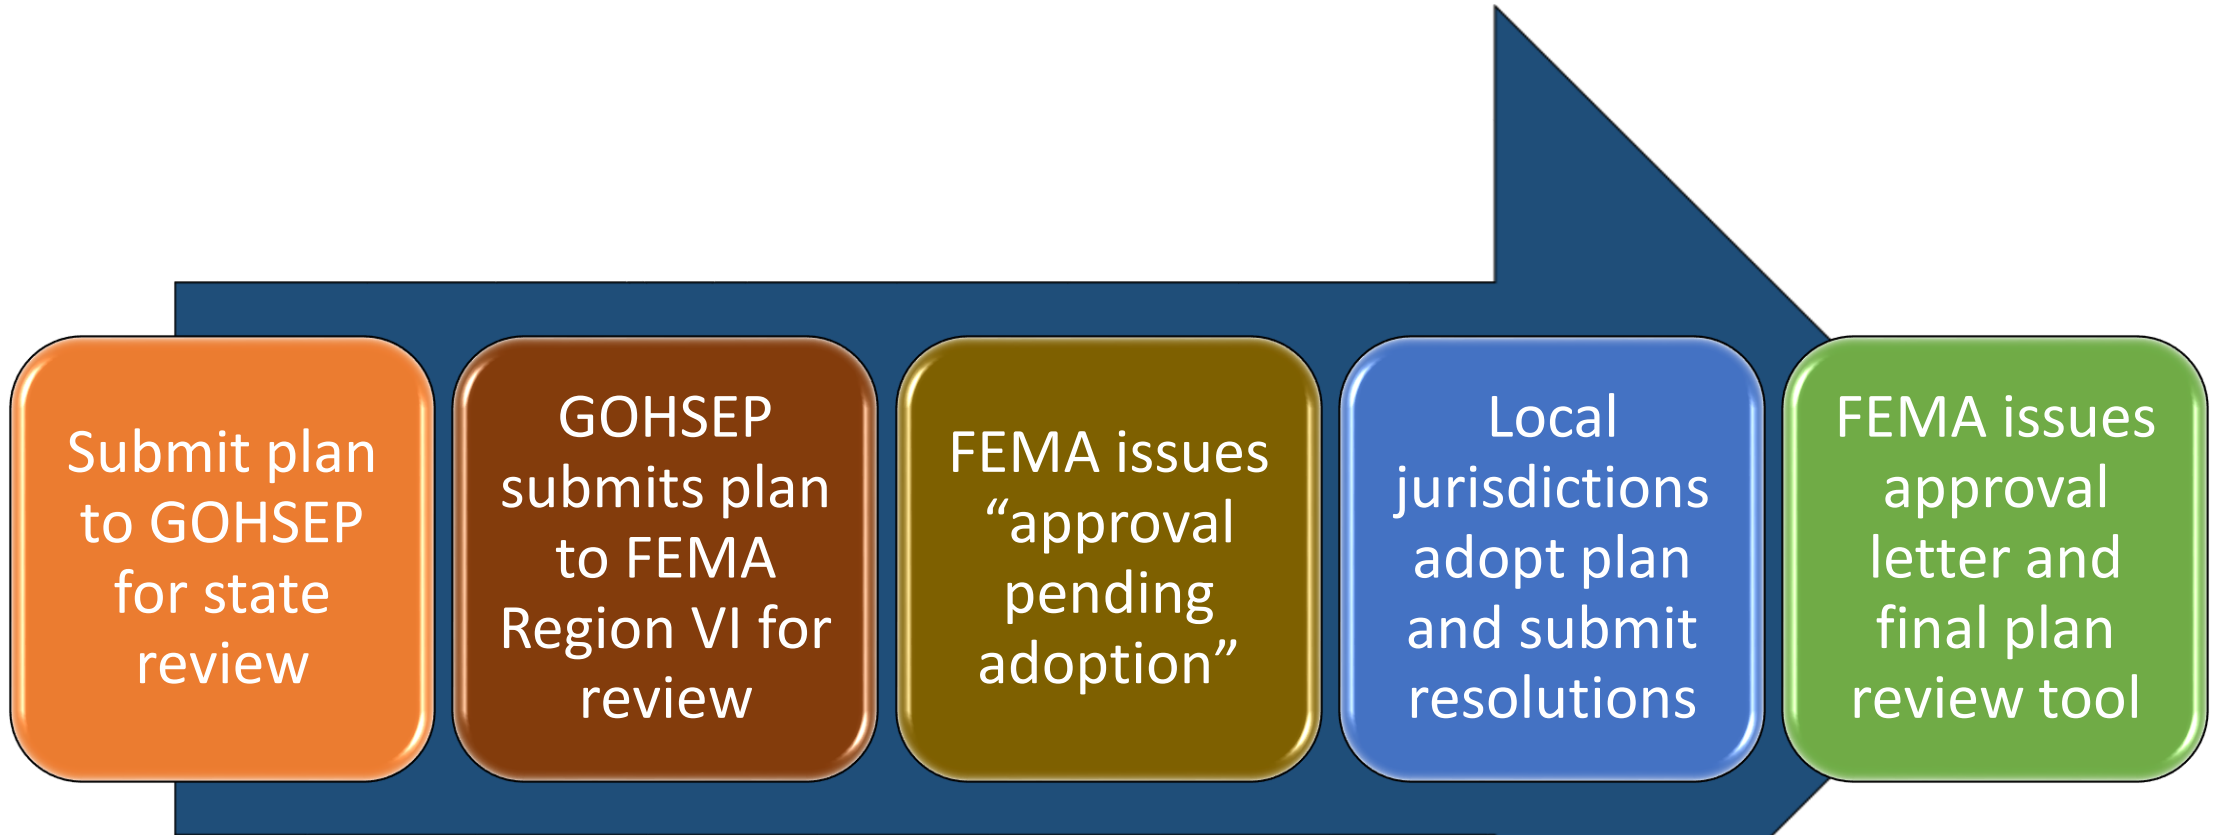 Submit plan
to GOHSEP
for state
review
GOHSEP
submits plan
to FEMA
Region VI for
review
FEMA issues
“approval
pending
adoption”
Local
jurisdictions
adopt plan
and submit
resolutions
FEMA issues
approval
letter and
final plan
review tool